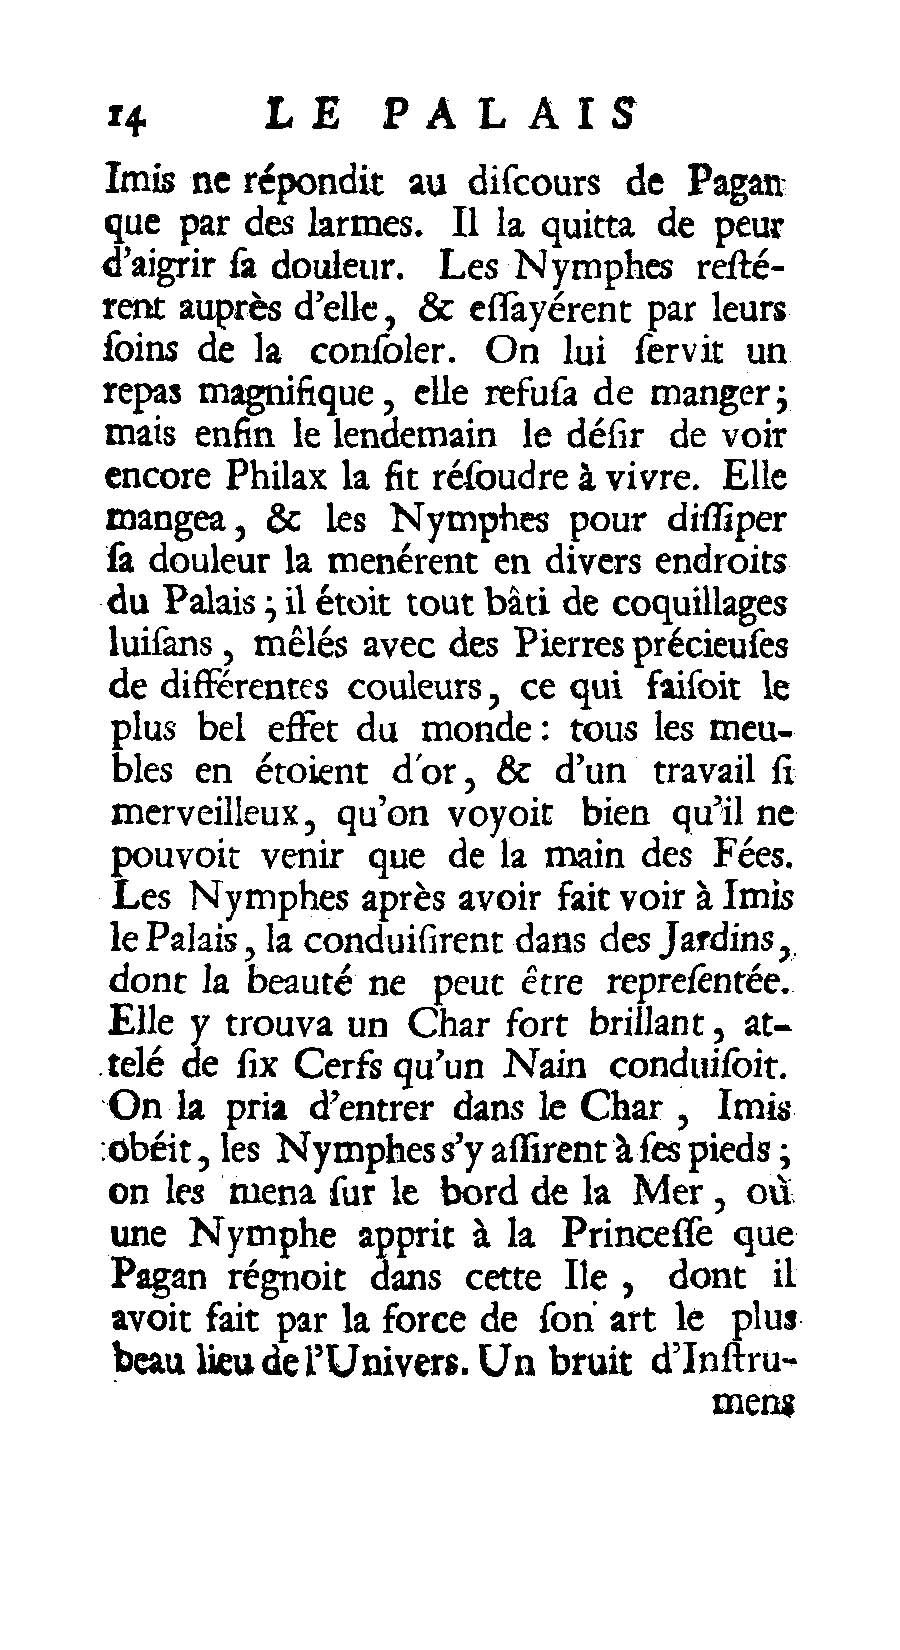 14 LE PALAIS
Imis ne répondit au diſcours de Pagan
que par des larmes. Il la quitta de peur
d'aigrir ſa douleur. Les Nymphes reſté-
rent auprès d'elle, & eſſayérent par leurs
ſoins de la conſoler. On lui ſervit un
repas magnifique, elle refuſa de manger;
mais enfin le lendemain le déſir de voir
encore Philax la fit réſoudre à vivre. Elle
mangea, & les Nymphes pour diſſiper
ſa douleur la menérent en divers endroits
du Palais; il étoit tout bâti de coquillages
luiſans, mêlés avec des Pierres précieuſes
de différentes couleurs, ce qui faiſoit le
plus bel effet du monde: tous les meu-
bles en étoient d'or, & d'un travail ſi
merveilleux, qu'on voyoit bien qu'il ne
pouvoit venir que de la main des Fées.
Les Nymphes après avoir fait voir à Imis
le Palais, la conduiſirent dans des Jardins,
dont la beauté ne peut être repreſentée.
Elle y trouva un Char fort brillant, at-
telé de ſix Cerfs qu'un Nain conduiſoit.
On la pria d'entrer dans le Char, Imis
obéit, les Nymphes s'y aſſirent à ſes pieds;
on les mena ſur le bord de la Mer, où
une Nymphe apprit à la Princeſſe que
Pagan régnoit dans cette Ile, dont il
avoit fait par la force de ſon art le plus
beau lieu de l'Univers. Un bruit d'Inſtru-
mens